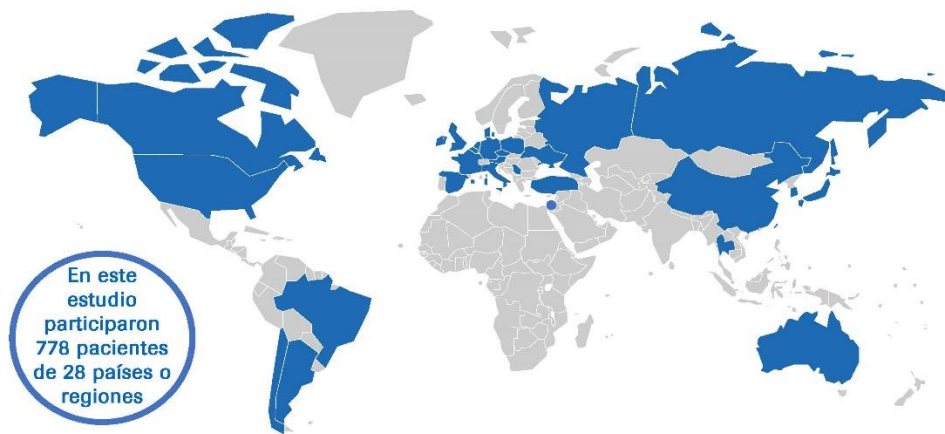 En este
estudio
participaron
778 pacientes
de 28 países o
regiones